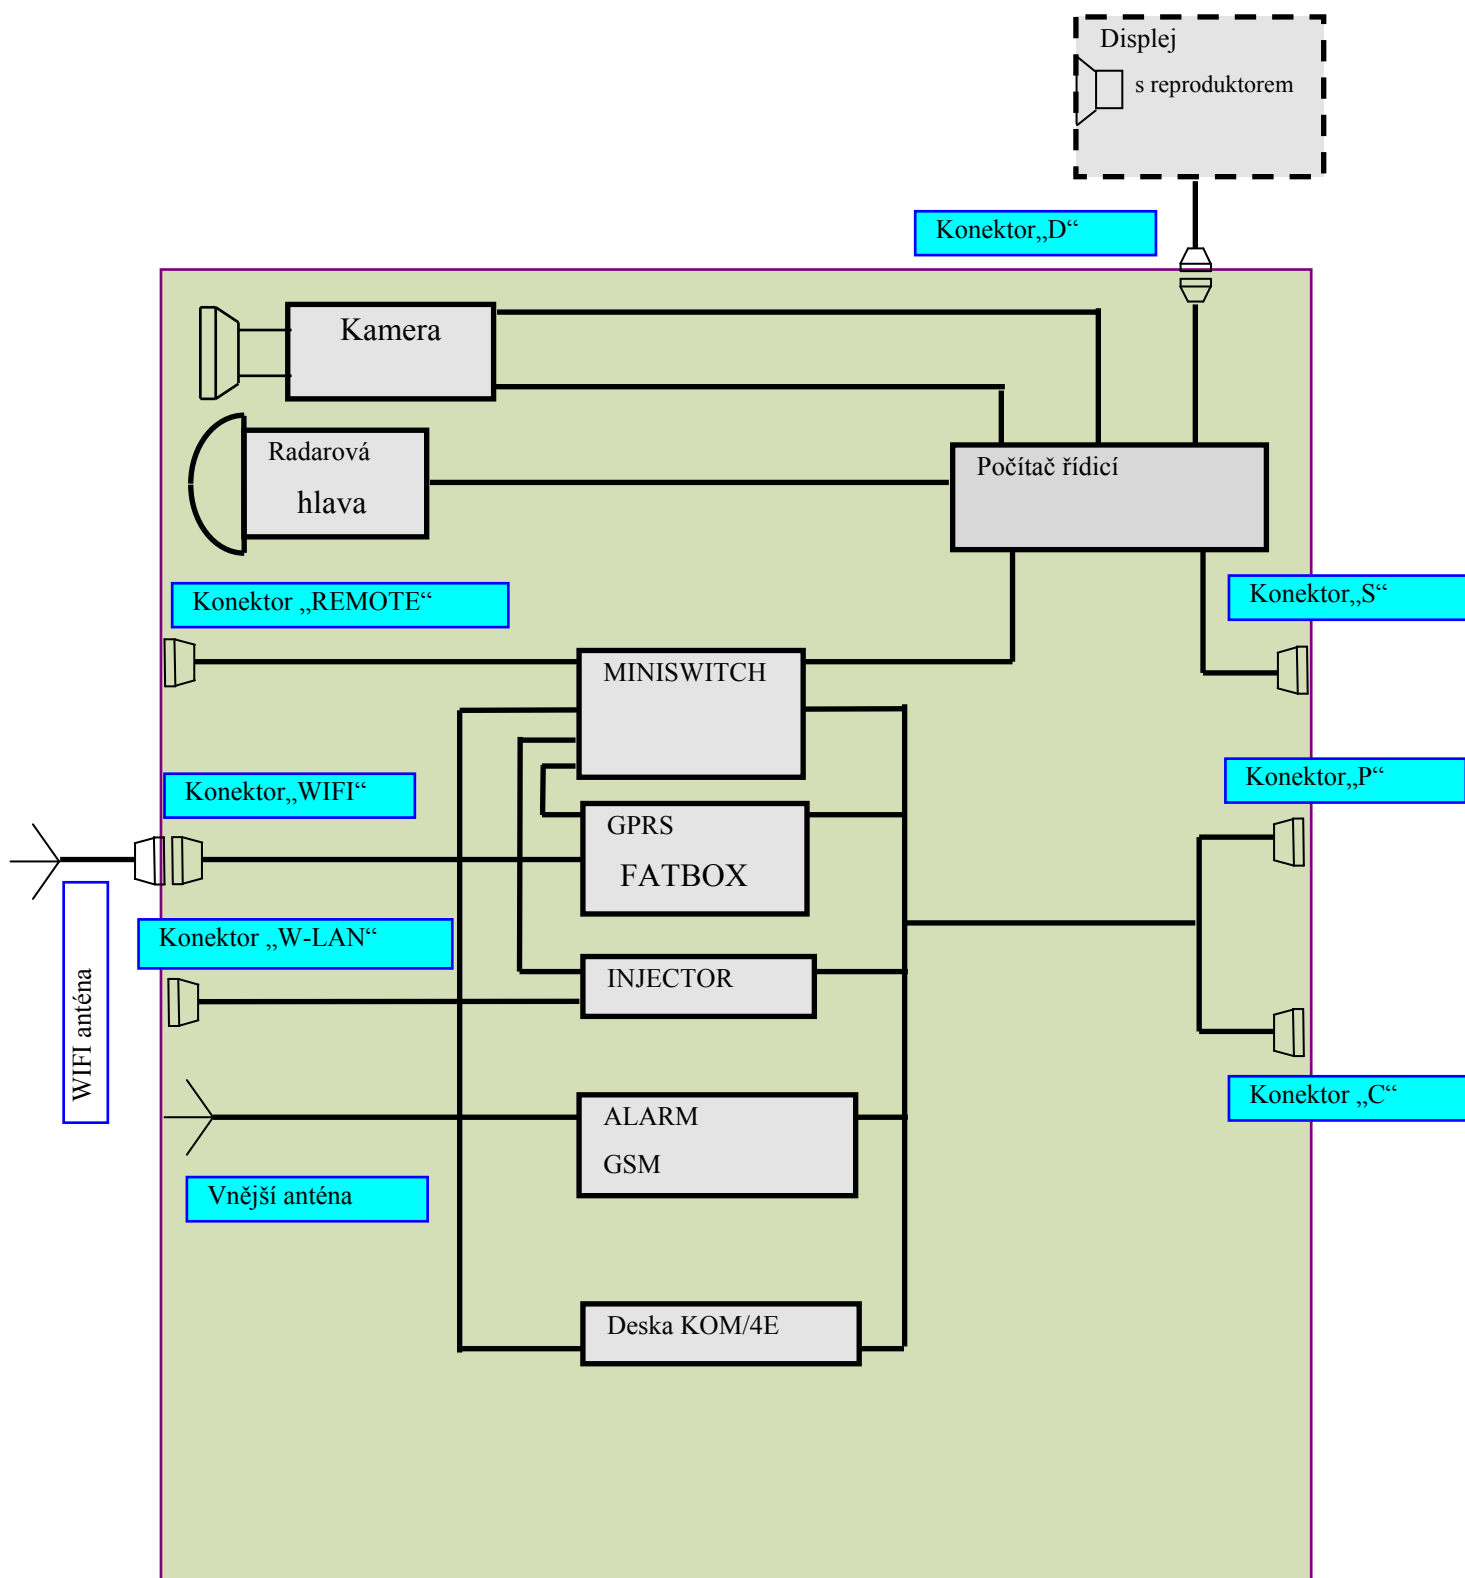 Displej
s reproduktorem
Konektor„D“
Kamera
Radarová
hlava
Počítač řídicí
Konektor „REMOTE“
Konektor„S“
MINISWITCH
Konektor„WIFI“
Konektor„P“
GPRS
FATBOX
WIFI anténa
Konektor „W-LAN“
INJECTOR
Konektor „C“
ALARM
GSM
Vnější anténa
Deska KOM/4E